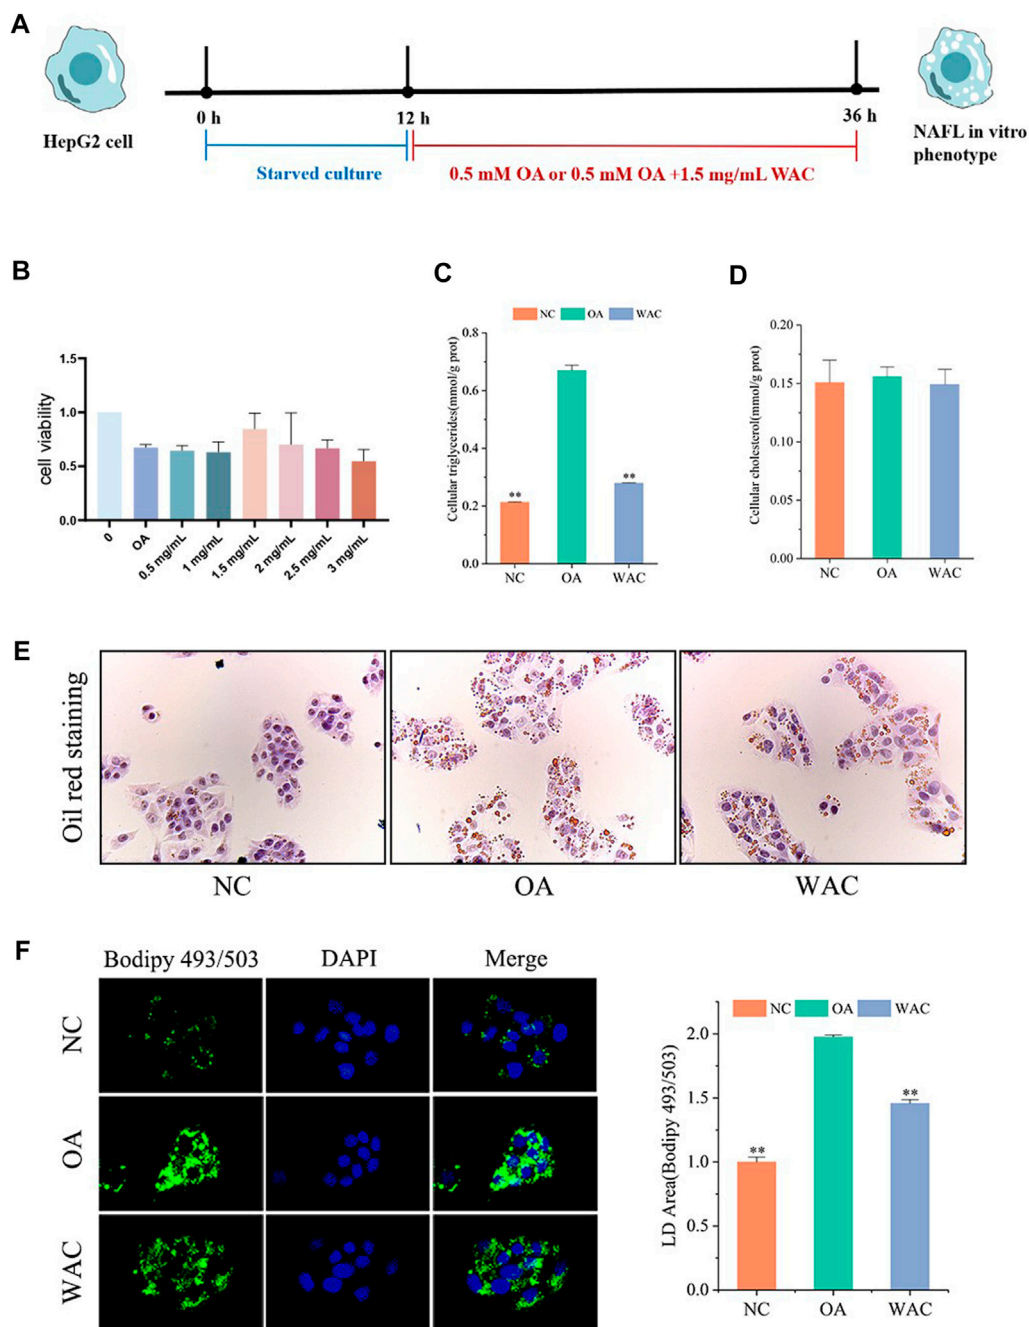 A
0 h
12 h
36 h
HepG2 cell
NAFL in vitro
phenotype
Starved culture
0.5 mM OA or 0.5 mM OA +1.5 mg/mL WAC
B
cell viability
1.5
1.0
0.5
0.0
0
OA
0.5 mg/mL
1 mg/mL
1.5 mg/mL
2 mg/mL
2.5 mg/mL
3 mg/mL
C
NC OA WAC
Cellular triglycerides(mmol/g prot)
0.8
0.6
0.4
0.2
0.0
**
**
NC OA WAC
D
Cellular cholesterol(mmol/g prot)
0.20
0.15
0.10
0.05
0.00
NC OA WAC
E
Oil red staining
NC OA WAC
F
Bodipy 493/503 DAPI Merge
NC
OA
WAC
NC OA WAC
LD Area(Bodipy 493/503)
2.0
1.5
1.0
0.5
0.0
**
**
NC OA WAC